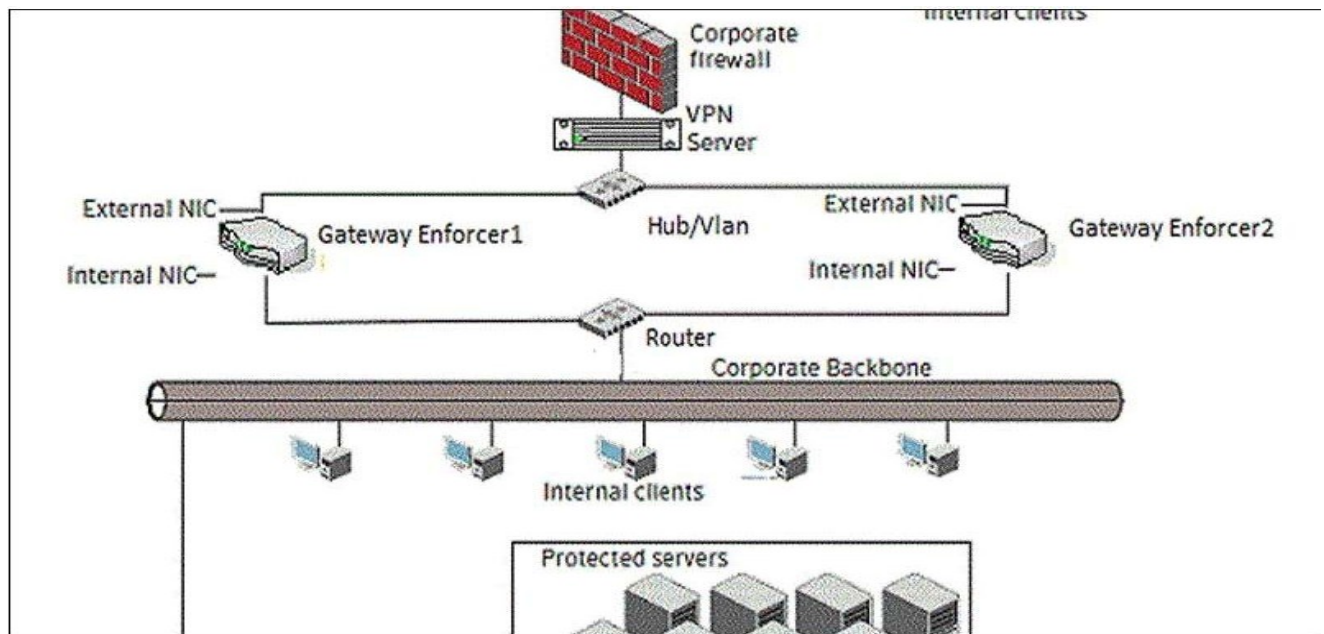 Internal clients
Corporate
firewall
VPN
Server
External NIC
Gateway Enforcer1
Internal NIC
Hub/Vlan
External NIC
Gateway Enforcer2
Internal NIC
Router
Corporate Backbone
Internal clients
Protected servers